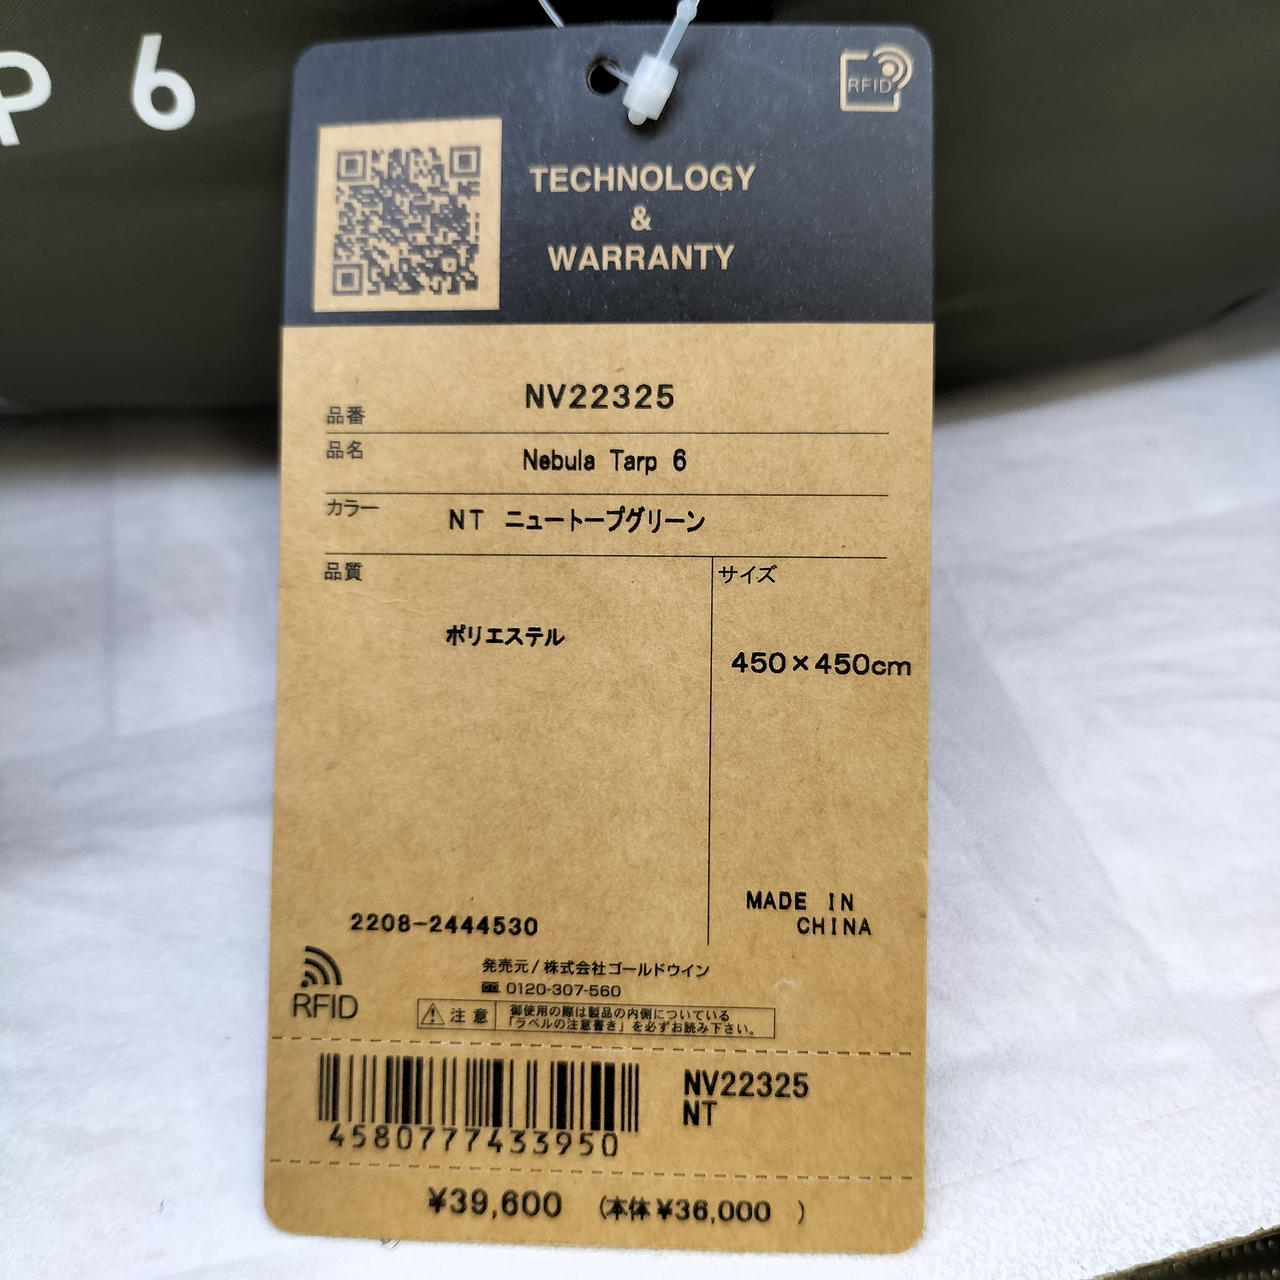 P 6
RFID
TECHNOLOGY
&
WARRANTY
品番 NV22325
品名 Nebula Tarp 6
カラー NT ニュートープグリーン
品質
ポリエステル
サイズ
450×450cm
MADE IN
CHINA
2208-2444530
RFID
発売元/株式会社ゴールドウイン
0120-307-560
注意 御使用の際は製品の内側についている
「ラベルの注意書き」を必ずお読み下さい。
4580777433950
NV22325
NT
¥39,600 (本体¥36,000 )